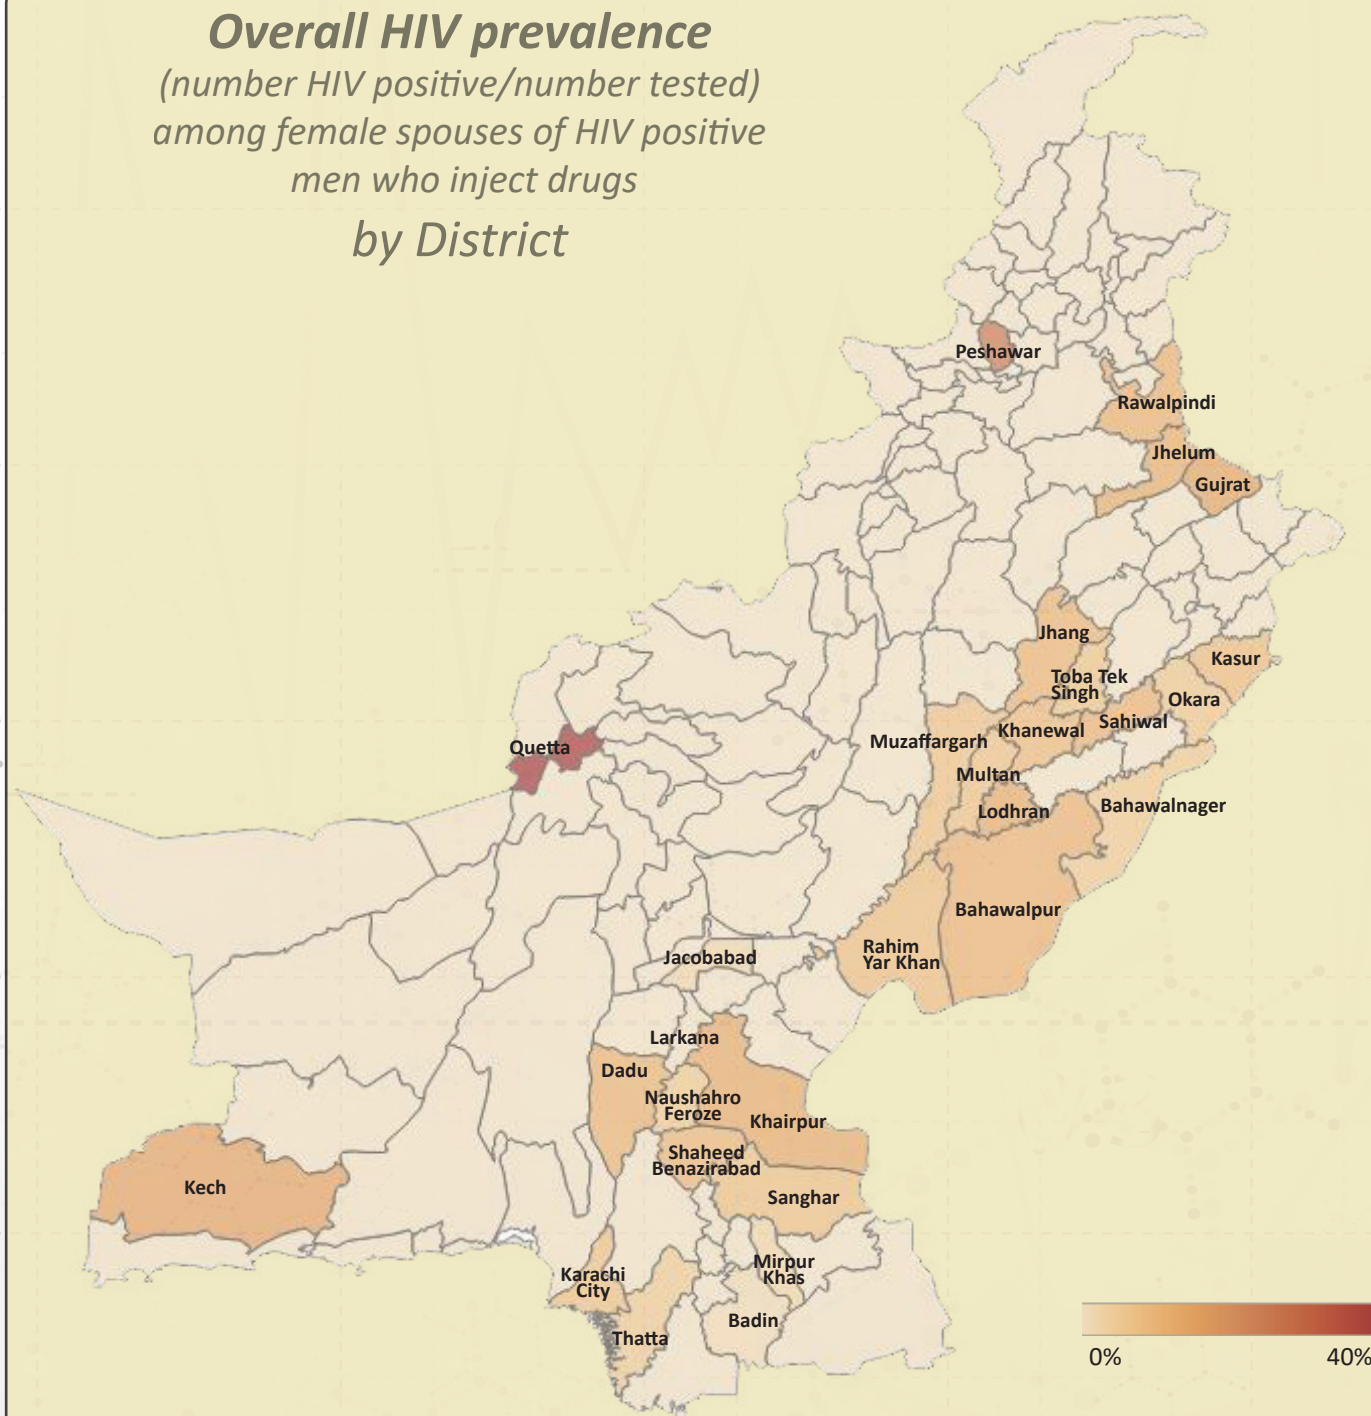 Overall HIV prevalence
(number HIV positive/number tested)
among female spouses of HIV positive
men who inject drugs
by District
Peshawar
Rawalpindi
Jhelum
Gujrat
Jhang
Kasur
Toba Tek
Singh
Okara
Sahiwal
Khanewal
Muzaffargarh
Quetta
Multan
Lodhran
Bahawalnager
Bahawalpur
Rahim
Yar Khan
Jacobabad
Larkana
Dadu
Naushahro
Feroze
Khairpur
Shaheed
Benazirabad
Kech
Sanghar
Mirpur
Khas
Karachi
City
Badin
Thatta
0%
40%